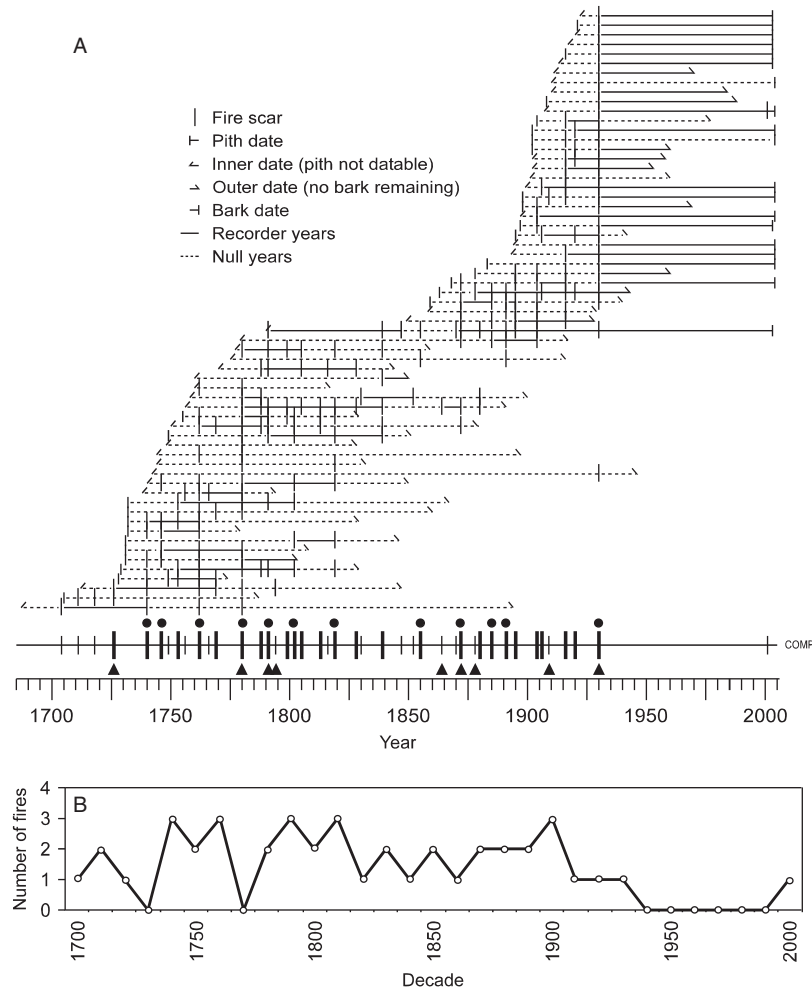 A
Fire scar
Pith date
Inner date (pith not datable)
Outer date (no bark remaining)
Bark date
Recorder years
Null years
COMP
1700 1750 1800 1850 1900 1950 2000
Year
B
Number of fires
4
3
2
1
0
1700 1750 1800 1850 1900 1950 2000
Decade